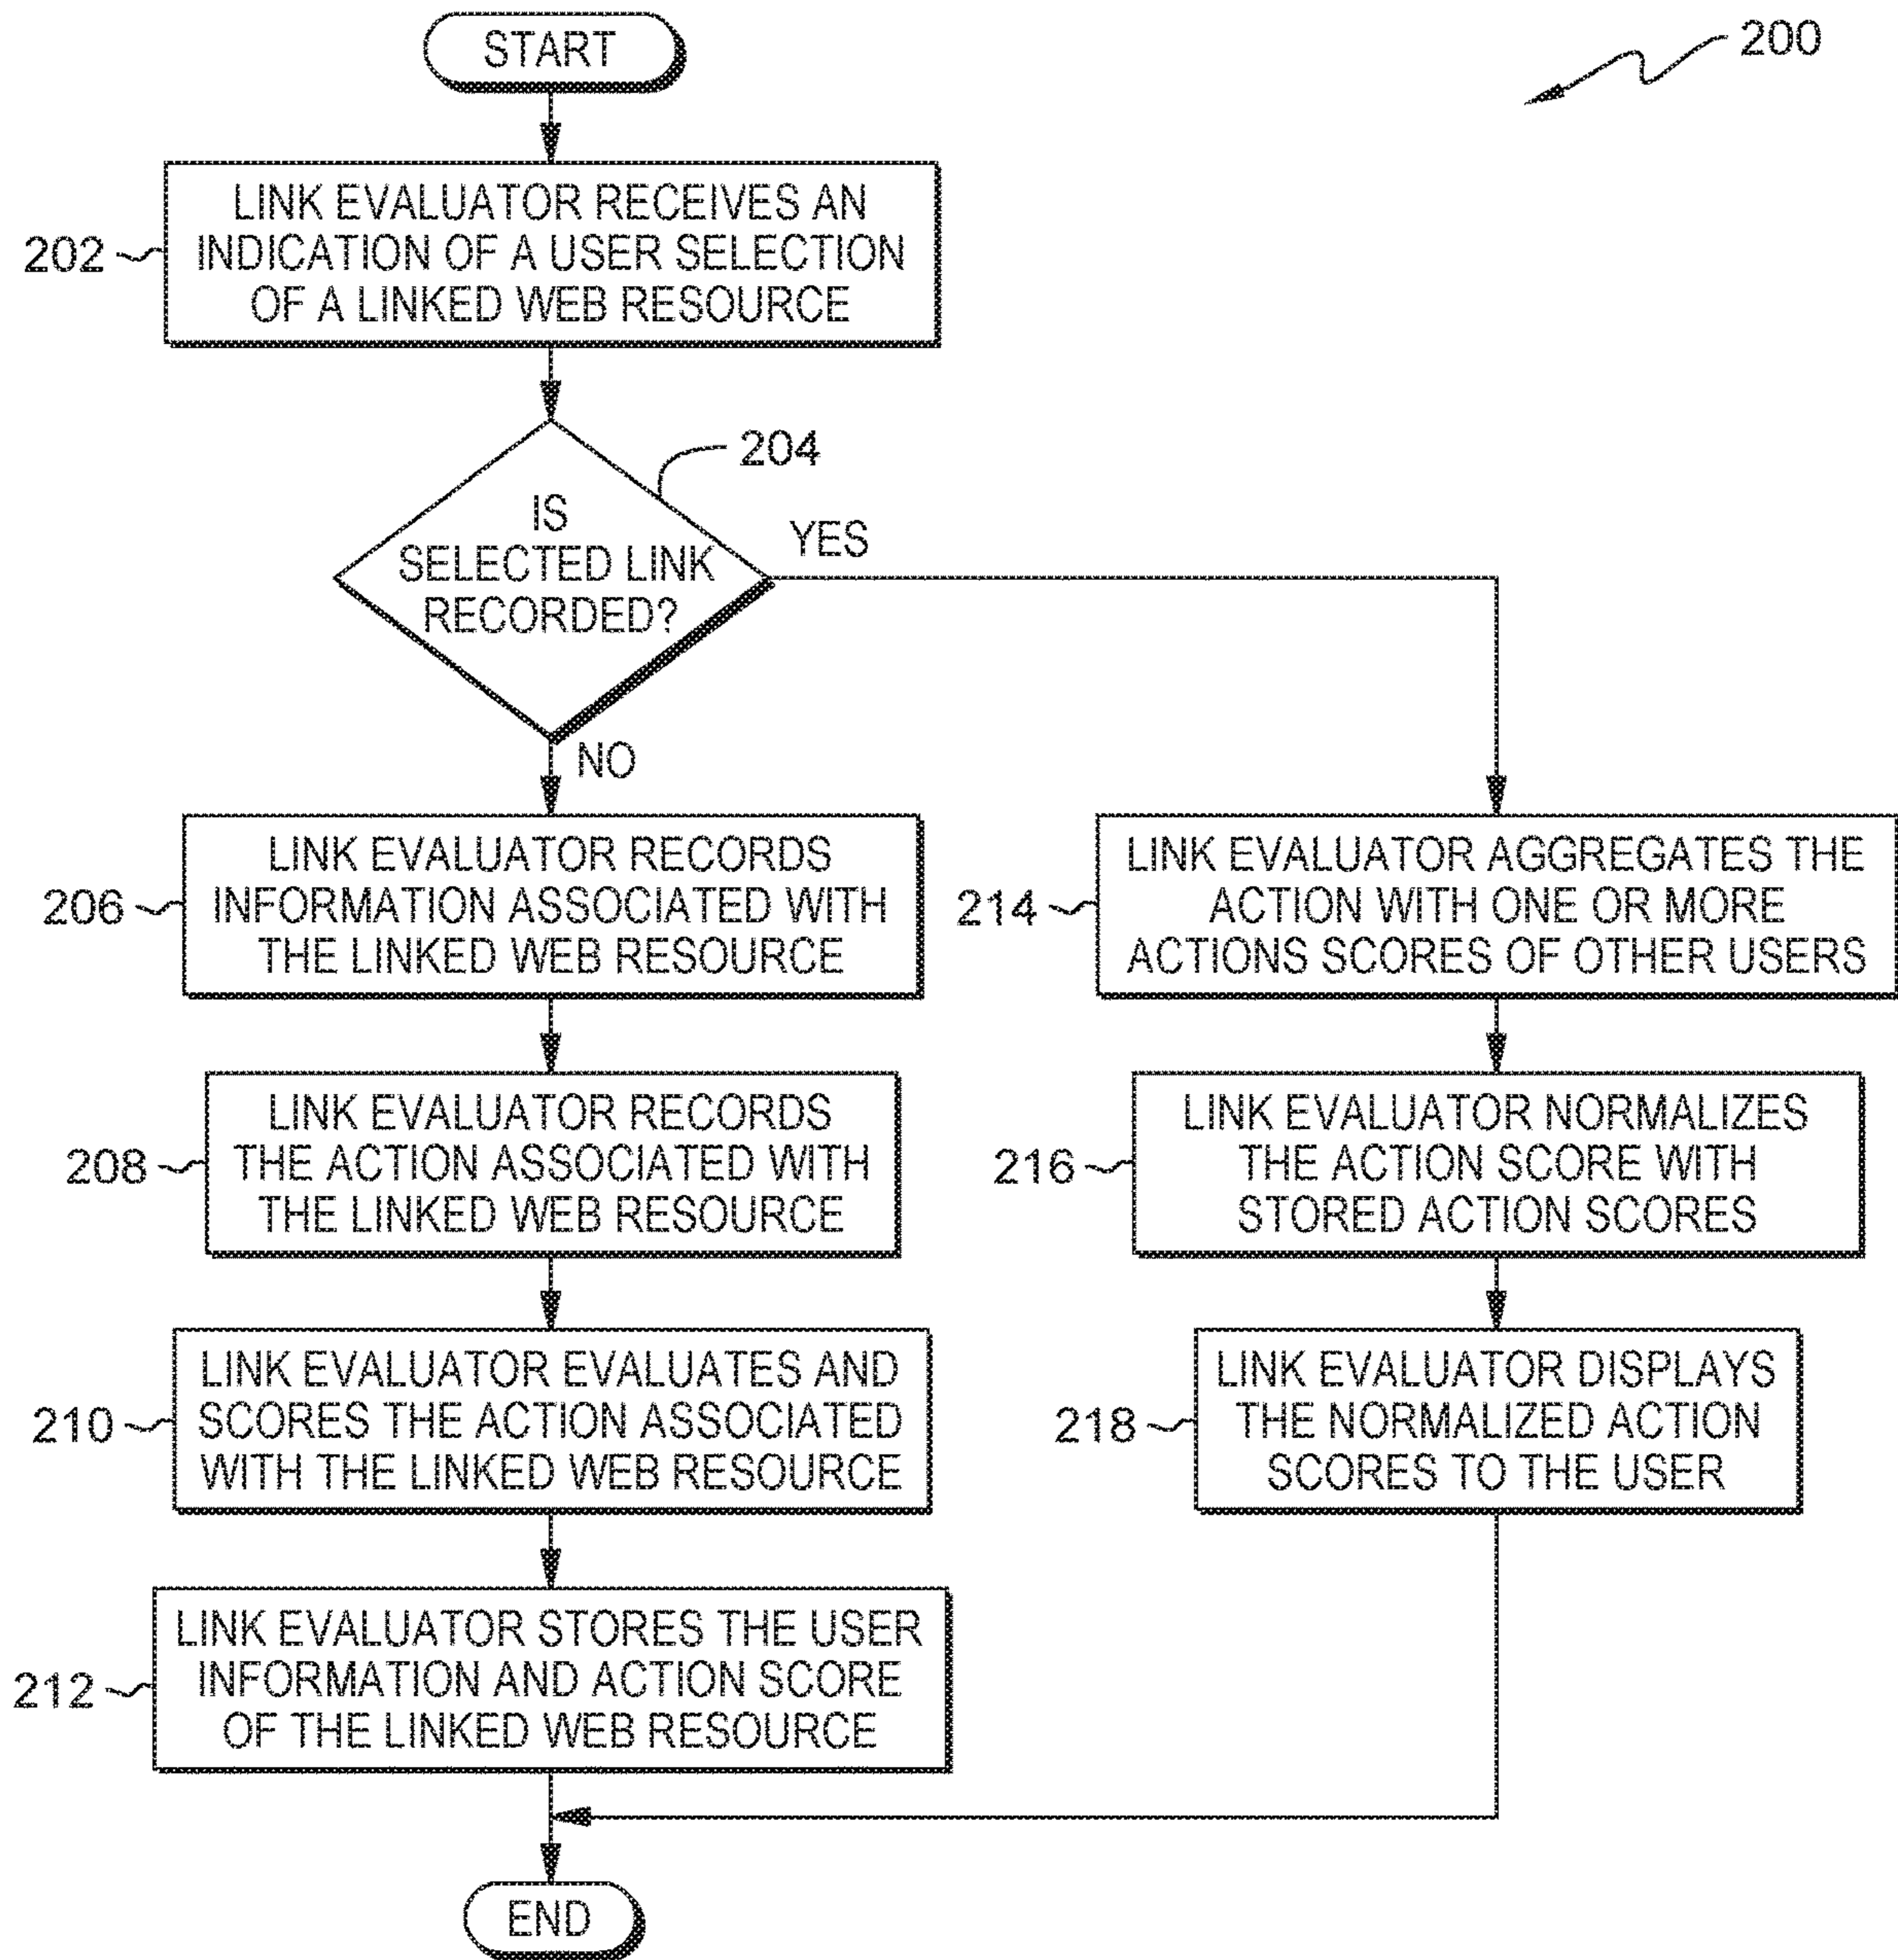 START
200
202
LINK EVALUATOR RECEIVES AN
INDICATION OF A USER SELECTION
OF A LINKED WEB RESOURCE
204
IS
SELECTED LINK
RECORDED?
YES
NO
206
LINK EVALUATOR RECORDS
INFORMATION ASSOCIATED WITH
THE LINKED WEB RESOURCE
208
LINK EVALUATOR RECORDS
THE ACTION ASSOCIATED WITH
THE LINKED WEB RESOURCE
210
LINK EVALUATOR EVALUATES AND
SCORES THE ACTION ASSOCIATED
WITH THE LINKED WEB RESOURCE
212
LINK EVALUATOR STORES THE USER
INFORMATION AND ACTION SCORE
OF THE LINKED WEB RESOURCE
214
LINK EVALUATOR AGGREGATES THE
ACTION WITH ONE OR MORE
ACTIONS SCORES OF OTHER USERS
216
LINK EVALUATOR NORMALIZES
THE ACTION SCORE WITH
STORED ACTION SCORES
218
LINK EVALUATOR DISPLAYS
THE NORMALIZED ACTION
SCORES TO THE USER
END